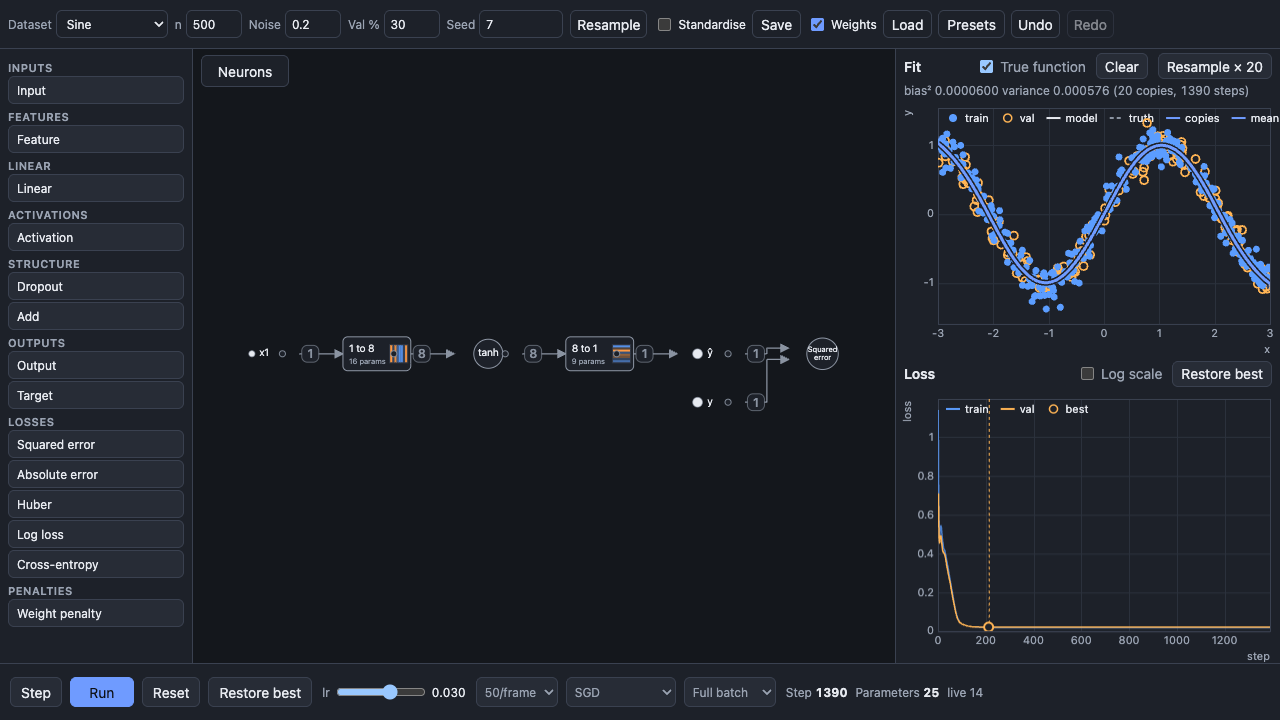 Dataset Sine n 500 Noise 0.2 Val % 30 Seed 7 Resample Standardise Save Weights Load Presets Undo Redo
INPUTS
Input
FEATURES
Feature
LINEAR
Linear
ACTIVATIONS
Activation
STRUCTURE
Dropout
Add
OUTPUTS
Output
Target
LOSSES
Squared error
Absolute error
Huber
Log loss
Cross-entropy
PENALTIES
Weight penalty
Neurons
x1 1 1 to 8 8 tanh 8 8 to 1 1 ŷ 1 Squared
16 params 9 params error
y 1
Fit True function Clear Resample × 20
bias² 0.0000600 variance 0.000576 (20 copies, 1390 steps)
y
train val model truth copies mean
1
0
-1
-3 -2 -1 0 1 2 3
x
Loss Log scale Restore best
loss
train val best
1
0.8
0.6
0.4
0.2
0
0 200 400 600 800 1000 1200
step
Step Run Reset Restore best lr 0.030 50/frame SGD Full batch Step 1390 Parameters 25 live 14